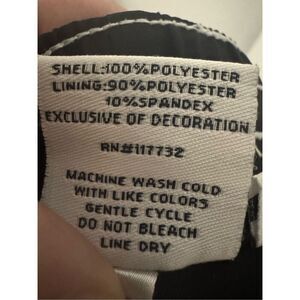 SHELL:100%POLYESTER
LINING:90%POLYESTER
10%SPANDEX
EXCLUSIVE OF DECORATION
RN#117732
MACHINE WASH COLD
WITH LIKE COLORS
GENTLE CYCLE
DO NOT BLEACH
LINE DRY